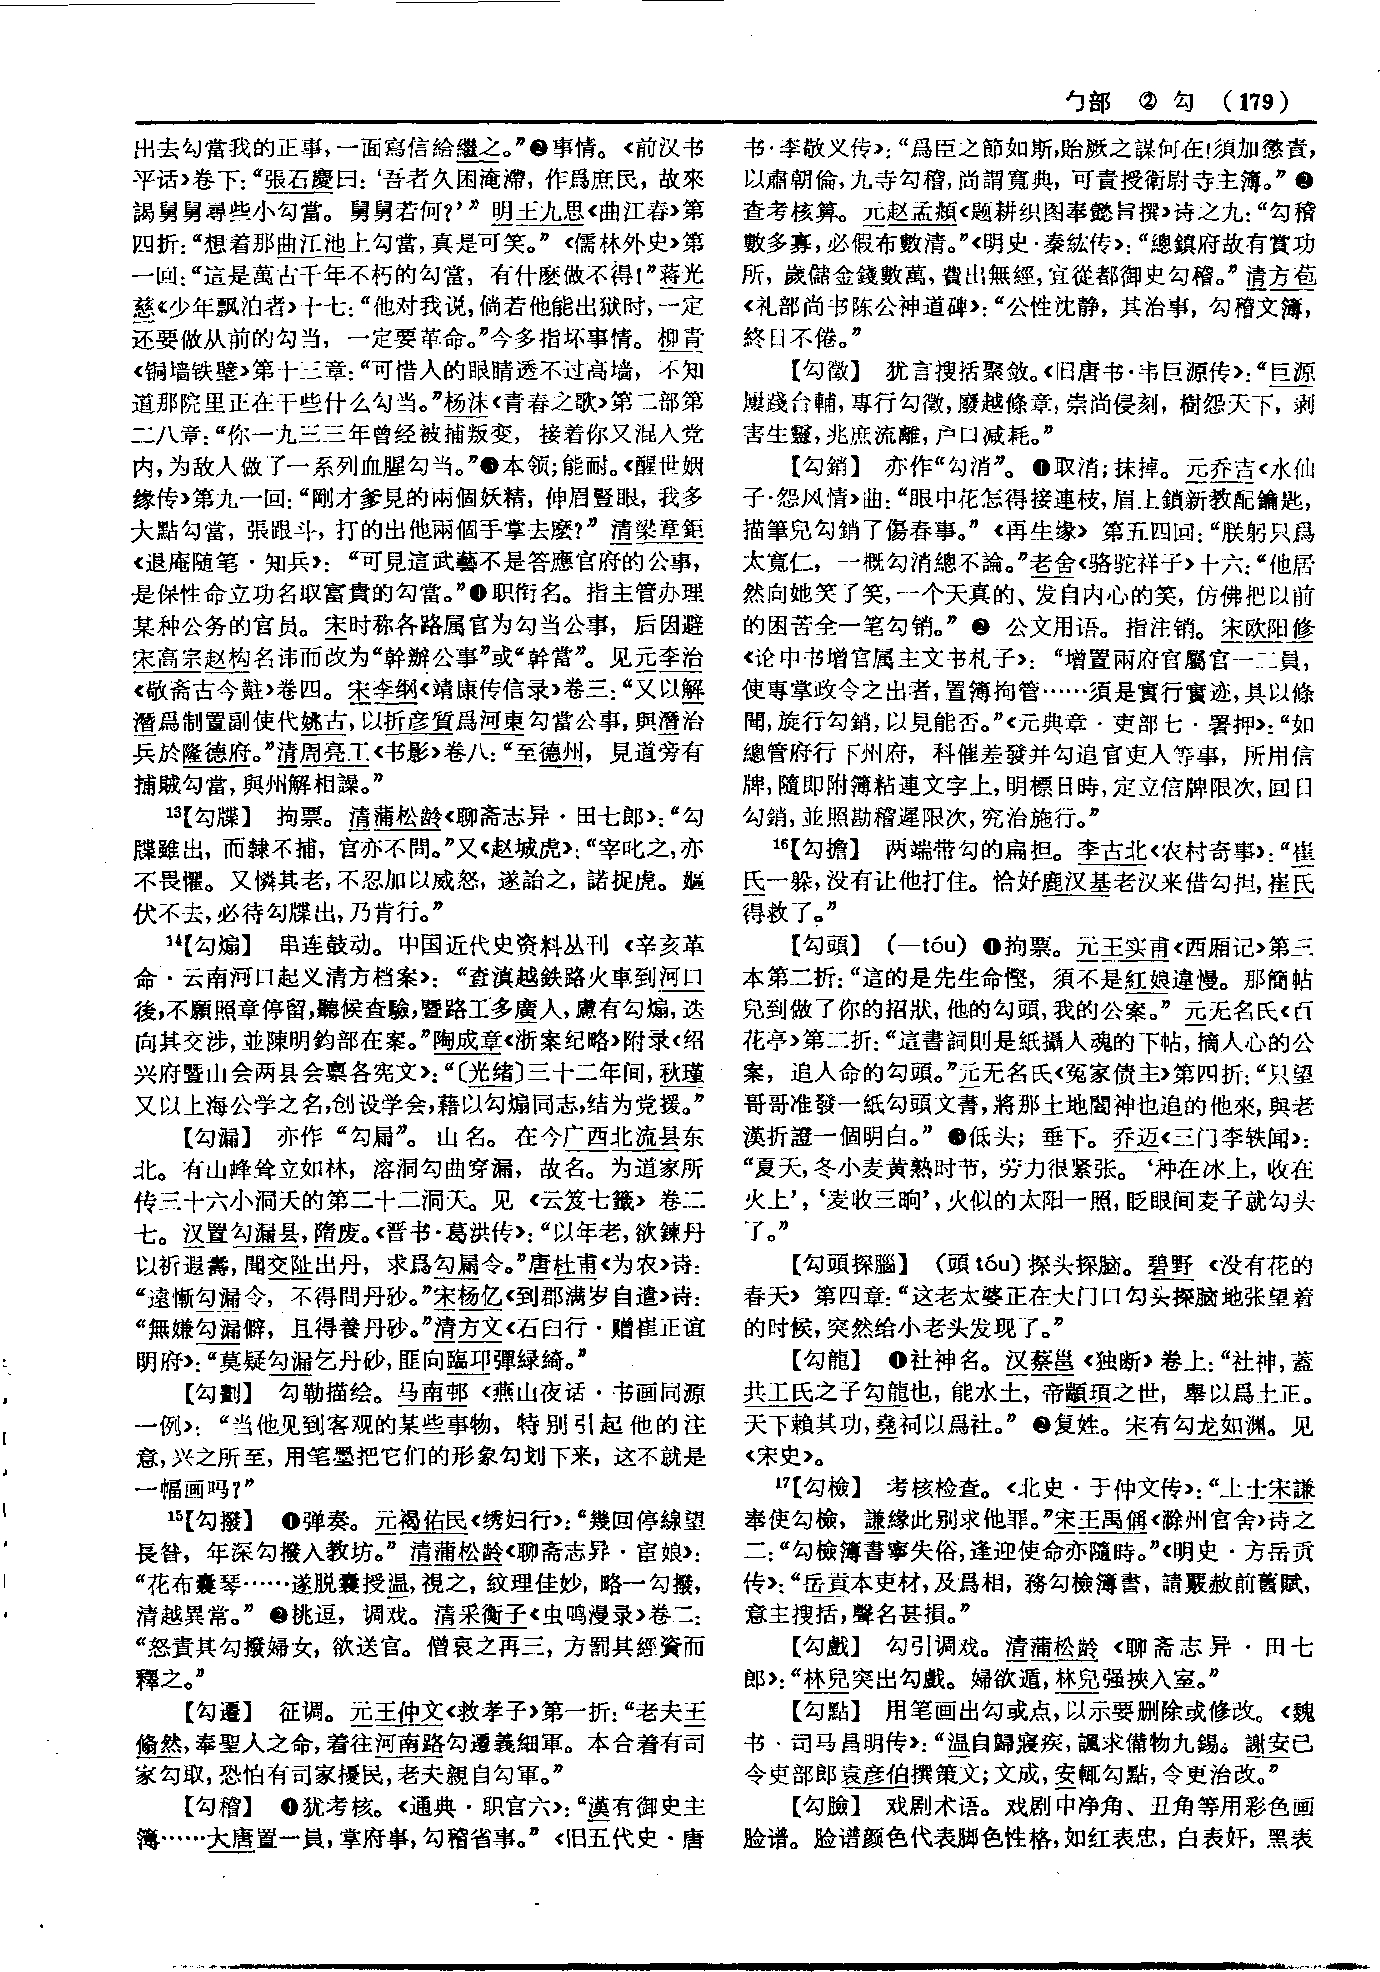 勹部　② 勾　（179）
出去勾當我的正事，一面寫信給繼之。”❷事情。《前汉书
平话》卷下：“張石慶曰：‘吾者久困淹滯，作爲庶民，故來
謁舅舅尋些小勾當。舅舅若何？’”明王九思《曲江春》第
四折：“想着那曲江池上勾當，真是可笑。”《儒林外史》第
一回：“這是萬古千年不朽的勾當，有什麽做不得！”蒋光
慈《少年飘泊者》十七：“他对我说，倘若他能出狱时，一定
还要做从前的勾当，一定要革命。”今多指坏事情。柳青
《铜墙铁壁》第十三章：“可惜人的眼睛透不过高墙，不知
道那院里正在干些什么勾当。”杨沫《青春之歌》第二部第
二八章：“你一九三三年曾经被捕叛变，接着你又混入党
内，为敌人做了一系列血腥勾当。”❸本领；能耐。《醒世姻
缘传》第九一回：“剛才爹見的兩個妖精，伸眉豎眼，我多
大點勾當，張跟斗，打的出他兩個手掌去麽？”清梁章鉅
《退庵随笔·知兵》：“可見這武藝不是答應官府的公事，
是保性命立功名取富貴的勾當。”❹职衔名。指主管办理
某种公务的官员。宋时称各路属官为勾当公事，后因避
宋高宗赵构名讳而改为“幹辦公事”或“幹當”。见元李治
《敬斋古今黈》卷四。宋李纲《靖康传信录》卷三：“又以解
潛爲制置副使代姚古，以折彥質爲河東勾當公事，與潛治
兵於隆德府。”清周亮工《书影》卷八：“至德州，見道旁有
捕賊勾當，與州解相譟。”
13【勾牒】　拘票。清蒲松龄《聊斋志异·田七郎》：“勾
牒雖出，而隸不捕，官亦不問。”又《赵城虎》：“宰叱之，亦
不畏懼。又憐其老，不忍加以威怒，遂詒之，諾捉虎。嫗
伏不去，必待勾牒出，乃肯行。”
14【勾煽】　串连鼓动。中国近代史资料丛刊《辛亥革
命·云南河口起义清方档案》：“查滇越鉄路火車到河口
後，不願照章停留，聽候查驗，暨路工多廣人，慮有勾煽，迭
向其交涉，並陳明鈞部在案。”陶成章《浙案纪略》附录《绍
兴府暨山会两县会禀各宪文》：“〔光绪〕三十二年间，秋瑾
又以上海公学之名，创设学会，藉以勾煽同志，结为党援。”
【勾漏】　亦作“勾扇”。山名。在今广西北流县东
北。有山峰耸立如林，溶洞勾曲穿漏，故名。为道家所
传三十六小洞天的第二十二洞天。见《云笈七籤》卷二
七。汉置勾漏县，隋废。《晋书·葛洪传》：“以年老，欲鍊丹
以祈遐壽，聞交阯出丹，求爲勾扇令。”唐杜甫《为农》诗：
“遠慚勾漏令，不得問丹砂。”宋杨亿《到郡满岁自遣》诗：
“無嫌勾漏僻，且得養丹砂。”清方文《石臼行·赠崔正谊
明府》：“莫疑勾漏乞丹砂，匪向臨邛彈緑綺。”
【勾劃】　勾勒描绘。马南邨《燕山夜话·书画同源
一例》：“当他见到客观的某些事物，特别引起他的注
意，兴之所至，用笔墨把它们的形象勾划下来，这不就是
一幅画吗？”
15【勾撥】　❶弹奏。元褐佑民《绣妇行》：“幾回停線望
長昝，年深勾撥入教坊。”清蒲松龄《聊斋志异·宦娘》：
“花布囊琴……遂脱囊授温，視之，紋理佳妙，略一勾撥，
清越異常。”❷挑逗，调戏。清采衡子《虫鸣漫录》卷二：
“怒責其勾撥婦女，欲送官。僧哀之再三，方罰其經資而
釋之。”
【勾遷】　征调。元王仲文《救孝子》第一折：“老夫王
翛然，奉聖人之命，着往河南路勾遷義細軍。本合着有司
家勾取，恐怕有司家擾民，老夫親自勾軍。”
【勾稽】　❶犹考核。《通典·职官六》：“漢有御史主
簿……大唐置一員，掌府事，勾稽省事。”《旧五代史·唐
书·李敬义传》：“爲臣之節如斯，貽厥之謀何在！須加懲責，
以肅朝倫，九寺勾稽，尚謂寬典，可責授衛尉寺主簿。”❷
查考核算。元赵孟頫《题耕织图奉懿旨撰》诗之九：“勾稽
數多寡，必假布數清。”《明史·秦纮传》：“總鎮府故有賞功
所，歲儲金錢數萬，費出無經，宜從都御史勾稽。”清方苞
《礼部尚书陈公神道碑》：“公性沈静，其治事，勾稽文簿，
終日不倦。”
【勾徵】　犹言搜括聚敛。《旧唐书·韦巨源传》：“巨源
屢踐台輔，專行勾徵，廢越條章，崇尚侵刻，樹怨天下，剥
害生靈，兆庶流離，户口减耗。”
【勾銷】　亦作“勾消”。❶取消；抹掉。元乔吉《水仙
子·怨风情》曲：“眼中花怎得接連枝，眉上鎖新教配鑰匙，
描筆兒勾銷了傷春事。”《再生缘》第五四回：“朕躬只爲
太寬仁，一概勾消總不論。”老舍《骆驼祥子》十六：“他居
然向她笑了笑，一个天真的、发自内心的笑，仿佛把以前
的困苦全一笔勾销。”❷ 公文用语。指注销。宋欧阳修
《论中书增官属主文书札子》：“增置兩府官屬官一二員，
使專掌政令之出者，置簿拘管……須是實行實迹，具以條
聞，旋行勾銷，以見能否。”《元典章·吏部七·署押》：“如
總管府行下州府，科催差發并勾追官吏人等事，所用信
牌，隨即附簿粘連文字上，明標日時，定立信牌限次，回日
勾銷，並照勘稽遲限次，究治施行。”
16【勾擔】　两端带勾的扁担。李古北《农村奇事》：“崔
氏一躲，没有让他打住。恰好鹿汉基老汉来借勾担，崔氏
得救了。”
【勾頭】　（—tóu）❶拘票。元王实甫《西厢记》第三
本第二折：“這的是先生命慳，須不是紅娘違慢。那簡帖
兒到做了你的招狀，他的勾頭，我的公案。”元无名氏《百
花亭》第二折：“這書詞則是紙攝人魂的下帖，摘人心的公
案，追人命的勾頭。”元无名氏《冤家债主》第四折：“只望
哥哥准發一紙勾頭文書，將那土地閻神也追的他來，與老
漢折證一個明白。”❷低头；垂下。乔迈《三门李轶闻》：
“夏天，冬小麦黄熟时节，劳力很紧张。‘种在冰上，收在
火上’，‘麦收三晌’，火似的太阳一照，眨眼间麦子就勾头
了。”
【勾頭探腦】　（頭 tóu）探头探脑。碧野《没有花的
春天》第四章：“这老太婆正在大门口勾头探脑地张望着
的时候，突然给小老头发现了。”
【勾龍】　❶社神名。汉蔡邕《独断》卷上：“社神，蓋
共工氏之子勾龍也，能水土，帝顓頊之世，舉以爲土正。
天下賴其功，堯祠以爲社。”❷复姓。宋有勾龙如渊。见
《宋史》。
17【勾檢】　考核检查。《北史·于仲文传》：“上士宋謙
奉使勾檢，謙緣此别求他罪。”宋王禹偁《滁州官舍》诗之
二：“勾檢簿書寧失俗，逢迎使命亦隨時。”《明史·方岳贡
传》：“岳貢本吏材，及爲相，務勾檢簿書，請嚴赦前舊賦，
意主搜括，聲名甚損。”
【勾戲】　勾引调戏。清蒲松龄《聊斋志异·田七
郎》：“林兒突出勾戲。婦欲遁，林兒强挾入室。”
【勾點】　用笔画出勾或点，以示要删除或修改。《魏
书·司马昌明传》：“温自歸寢疾，諷求備物九錫。謝安已
令吏部郎袁彦伯撰策文；文成，安輒勾點，令更治改。”
【勾臉】　戏剧术语。戏剧中净角、丑角等用彩色画
脸谱。脸谱颜色代表脚色性格，如红表忠，白表奸，黑表